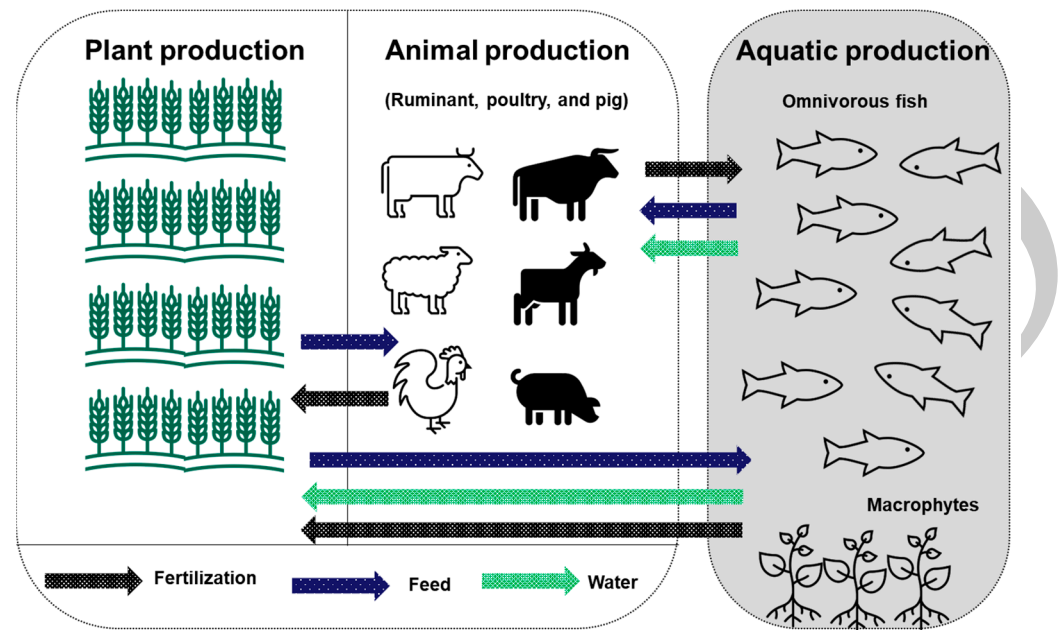 Plant production
Animal production
Aquatic production
(Ruminant, poultry, and pig)
Omnivorous fish
Macrophytes
Fertilization
Feed
Water